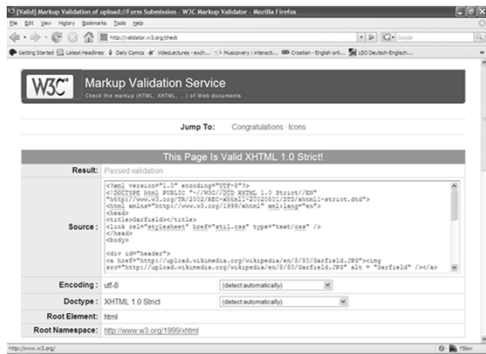 [Valid] Markup Validation of upload://Form Submission - W3C Markup Validator - Mozilla Firefox
File Edit View History Bookmarks Tools Help
http://validator.w3.org/check
Getting Started Latest Headlines Daily Comics VideoLectures - exch... Musicovery : interacti... Croatian - English onli... LEO Deutsch-Englisch...
W3C Markup Validation Service
Check the markup (HTML, XHTML, ...) of Web documents
Jump To: Congratulations · Icons
This Page Is Valid XHTML 1.0 Strict!
Result: Passed validation
Source :
<?xml version="1.0" encoding="UTF-8"?>
<!DOCTYPE html PUBLIC "-//W3C//DTD XHTML 1.0 Strict//EN"
"http://www.w3.org/TR/2002/REC-xhtml1-20020801/DTD/xhtml1-strict.dtd">
<html xmlns="http://www.w3.org/1999/xhtml" xml:lang="en">
<head>
<title>Garfield</title>
<link rel="stylesheet" href="stil.css" type="text/css" />
</head>
<body>
<div id="header">
<a href="http://upload.wikimedia.org/wikipedia/en/8/80/Garfield.JPG"><img
src="http://upload.wikimedia.org/wikipedia/en/8/80/Garfield.JPG" alt = "Garfield" /></a>
Encoding : utf-8 (detect automatically)
Doctype : XHTML 1.0 Strict (detect automatically)
Root Element: html
Root Namespace: http://www.w3.org/1999/xhtml
http://www.w3.org/ YSlow